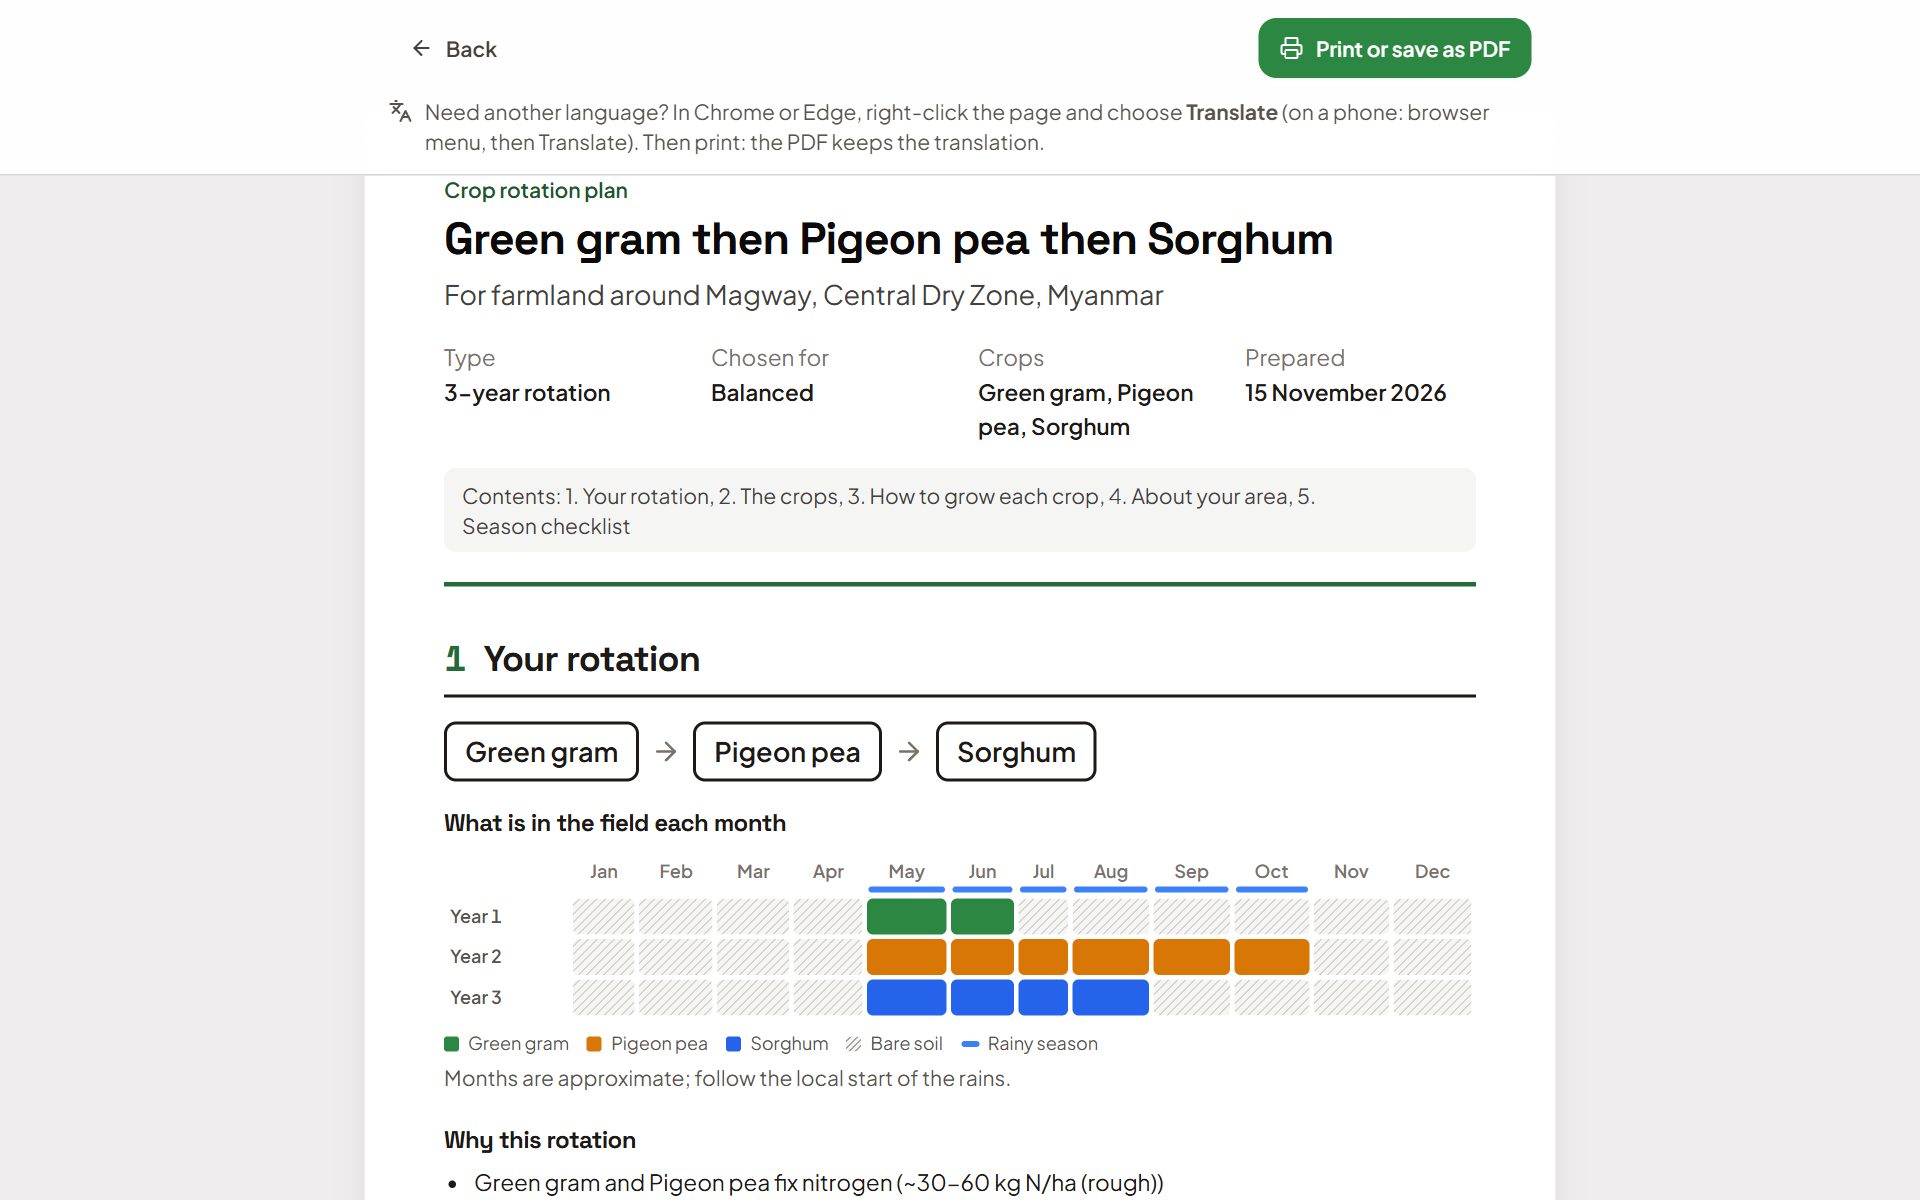 Back
Print or save as PDF
Need another language? In Chrome or Edge, right-click the page and choose Translate (on a phone: browser
menu, then Translate). Then print: the PDF keeps the translation.
Crop rotation plan
Green gram then Pigeon pea then Sorghum
For farmland around Magway, Central Dry Zone, Myanmar
Type
3-year rotation
Chosen for
Balanced
Crops
Green gram, Pigeon
pea, Sorghum
Prepared
15 November 2026
Contents: 1. Your rotation, 2. The crops, 3. How to grow each crop, 4. About your area, 5.
Season checklist
1 Your rotation
Green gram → Pigeon pea → Sorghum
What is in the field each month
Jan Feb Mar Apr May Jun Jul Aug Sep Oct Nov Dec
Year 1
Year 2
Year 3
Green gram Pigeon pea Sorghum Bare soil Rainy season
Months are approximate; follow the local start of the rains.
Why this rotation
• Green gram and Pigeon pea fix nitrogen (~30–60 kg N/ha (rough))